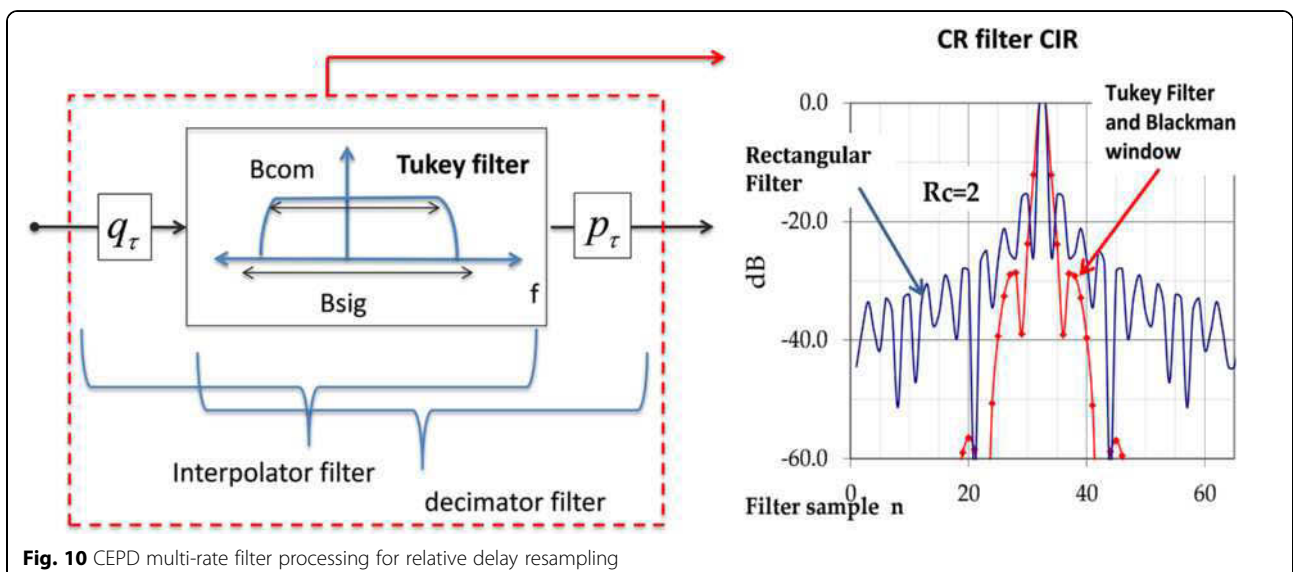 CR filter CIR
Bcom
Tukey filter
qτ
pτ
Bsig
f
Interpolator filter
decimator filter
Tukey Filter
and Blackman
window
Rectangular
Filter
Rc=2
0.0
-20.0
-40.0
-60.0
dB
0
20
40
60
Filter sample n
Fig. 10 CEPD multi-rate filter processing for relative delay resampling